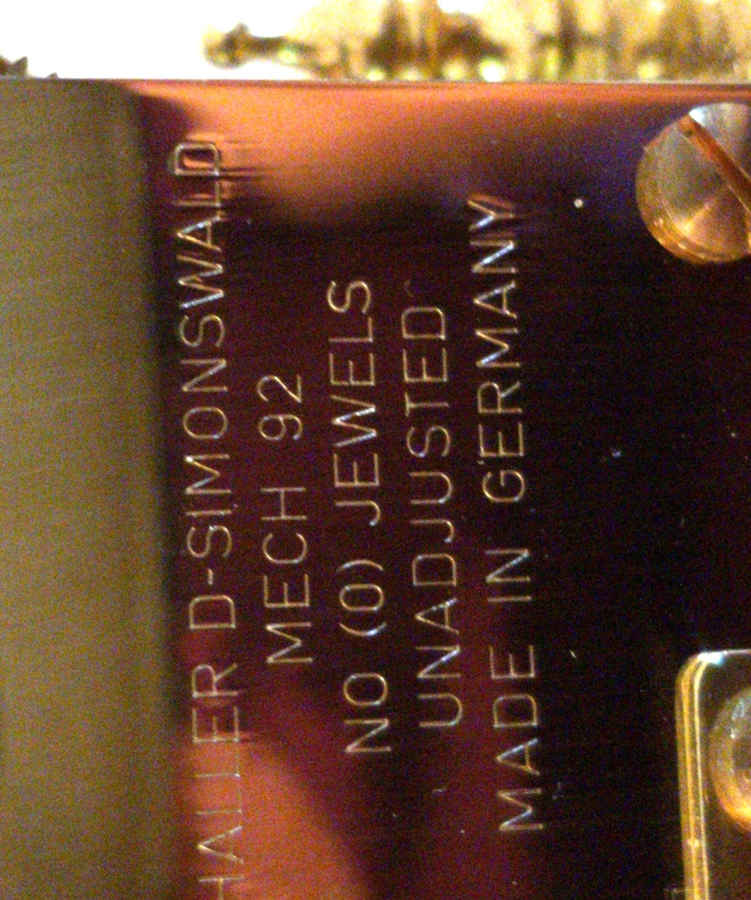 HALLER D-SIMONSWALD
MECH 92
NO (0) JEWELS
UNADJUSTED
MADE IN GERMANY